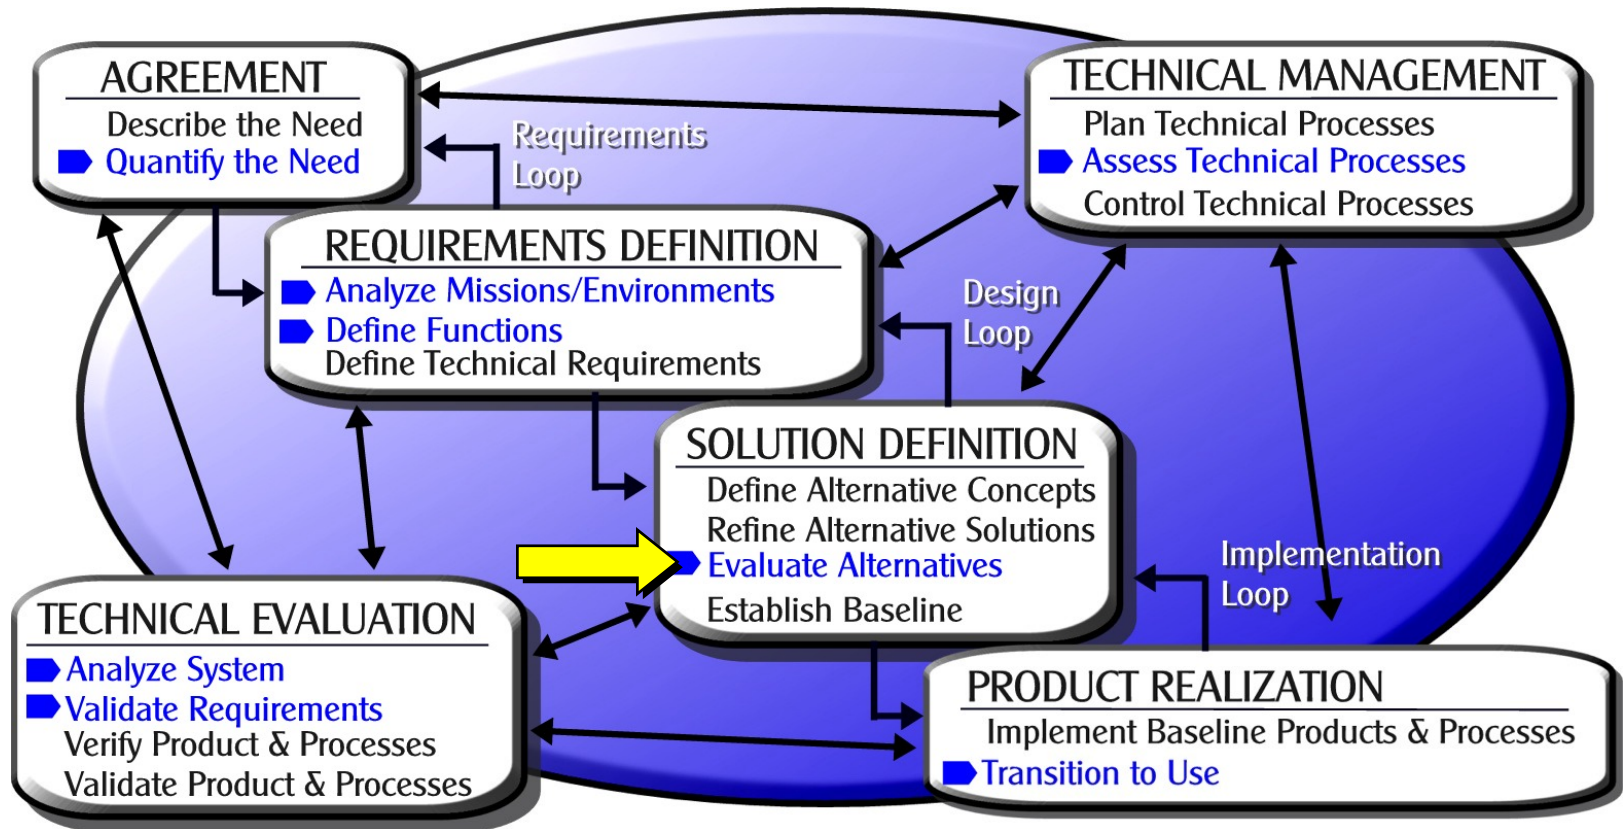 AGREEMENT
Describe the Need
Quantify the Need
TECHNICAL MANAGEMENT
Plan Technical Processes
Assess Technical Processes
Control Technical Processes
Requirements
Loop
REQUIREMENTS DEFINITION
Analyze Missions/Environments
Define Functions
Define Technical Requirements
Design
Loop
SOLUTION DEFINITION
Define Alternative Concepts
Refine Alternative Solutions
Evaluate Alternatives
Establish Baseline
Implementation
Loop
TECHNICAL EVALUATION
Analyze System
Validate Requirements
Verify Product & Processes
Validate Product & Processes
PRODUCT REALIZATION
Implement Baseline Products & Processes
Transition to Use